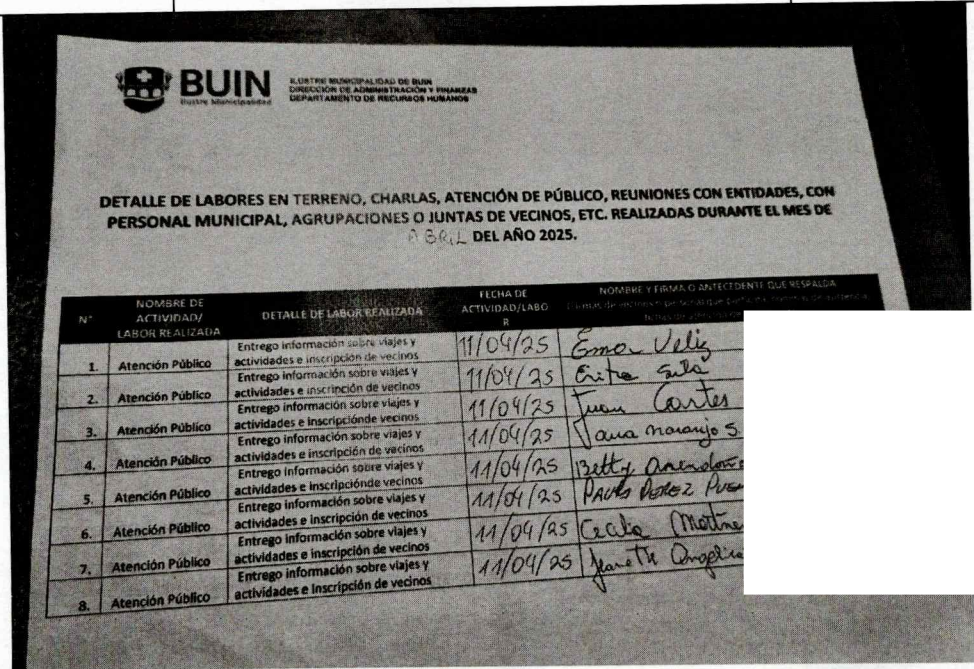 BUIN
Ilustre Municipalidad
ILUSTRE MUNICIPALIDAD DE BUIN
DIRECCIÓN DE ADMINISTRACIÓN Y FINANZAS
DEPARTAMENTO DE RECURSOS HUMANOS
DETALLE DE LABORES EN TERRENO, CHARLAS, ATENCIÓN DE PÚBLICO, REUNIONES CON ENTIDADES, CON
PERSONAL MUNICIPAL, AGRUPACIONES O JUNTAS DE VECINOS, ETC. REALIZADAS DURANTE EL MES DE
ABRIL DEL AÑO 2025.
N°
NOMBRE DE
ACTIVIDAD/
LABOR REALIZADA
DETALLE DE LABOR REALIZADA
FECHA DE
ACTIVIDAD/LABO
R
NOMBRE Y FIRMA O ANTECEDENTE QUE RESPALDA
1. Atención Público
Entrego información sobre viajes y
actividades e inscripción de vecinos
11/04/25
Veliz
2. Atención Público
Entrego información sobre viajes y
actividades e inscripción de vecinos
11/04/25
3. Atención Público
Entrego información sobre viajes y
actividades e inscripciónde vecinos
11/04/25
Juan Cortes
4. Atención Público
Entrego información sobre viajes y
actividades e inscripción de vecinos
11/04/25
naranjo S.
5. Atención Público
Entrego información sobre viajes y
actividades e inscripciónde vecinos
11/04/25
Betty
6. Atención Público
Entrego información sobre viajes y
actividades e inscripción de vecinos
11/04/25
PEREZ
7. Atención Público
Entrego información sobre viajes y
actividades e inscripción de vecinos
11/04/25
Cecilia
8. Atención Público
Entrego información sobre viajes y
actividades e Inscripción de vecinos
11/04/25